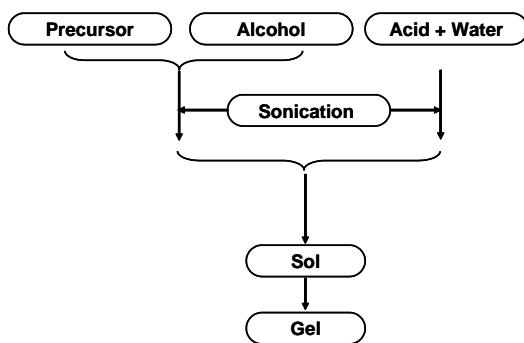 Precursor
Alcohol
Acid + Water
Sonication
Sol
Gel